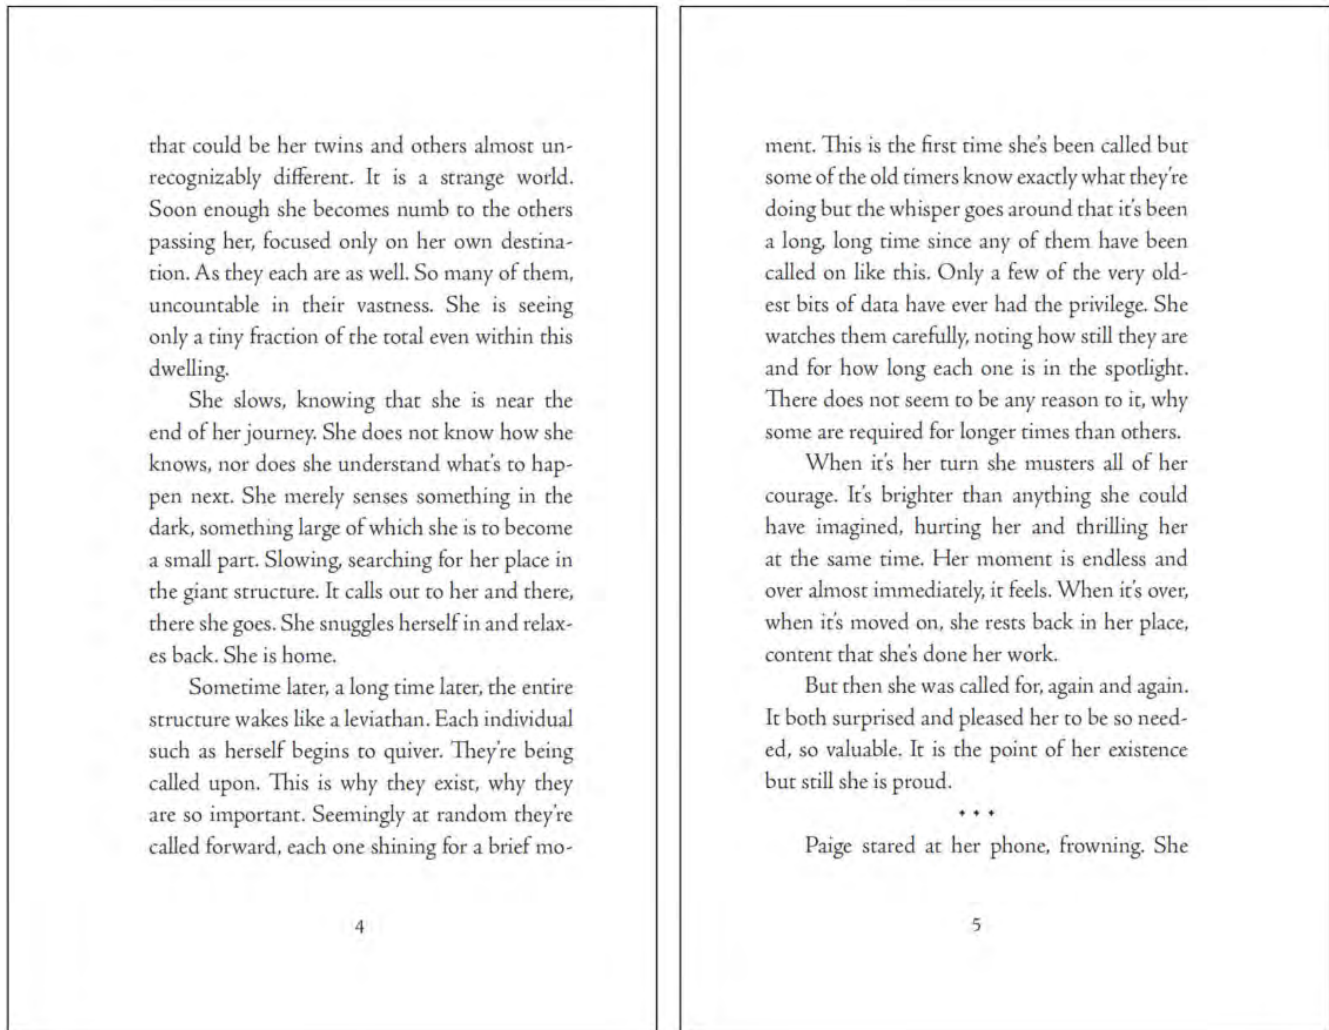 that could be her twins and others almost un-
recognizably different. It is a strange world.
Soon enough she becomes numb to the others
passing her, focused only on her own destina-
tion. As they each are as well. So many of them,
uncountable in their vastness. She is seeing
only a tiny fraction of the total even within this
dwelling.
She slows, knowing that she is near the
end of her journey. She does not know how she
knows, nor does she understand what's to hap-
pen next. She merely senses something in the
dark, something large of which she is to become
a small part. Slowing, searching for her place in
the giant structure. It calls out to her and there,
there she goes. She snuggles herself in and relax-
es back. She is home.
Sometime later, a long time later, the entire
structure wakes like a leviathan. Each individual
such as herself begins to quiver. They're being
called upon. This is why they exist, why they
are so important. Seemingly at random they're
called forward, each one shining for a brief mo-
4
ment. This is the first time she's been called but
some of the old timers know exactly what they're
doing but the whisper goes around that it's been
a long, long time since any of them have been
called on like this. Only a few of the very old-
est bits of data have ever had the privilege. She
watches them carefully, noting how still they are
and for how long each one is in the spotlight.
There does not seem to be any reason to it, why
some are required for longer times than others.
When it's her turn she musters all of her
courage. It's brighter than anything she could
have imagined, hurting her and thrilling her
at the same time. Her moment is endless and
over almost immediately, it feels. When it's over,
when it's moved on, she rests back in her place,
content that she's done her work.
But then she was called for, again and again.
It both surprised and pleased her to be so need-
ed, so valuable. It is the point of her existence
but still she is proud.
✦ ✦ ✦
Paige stared at her phone, frowning. She
5